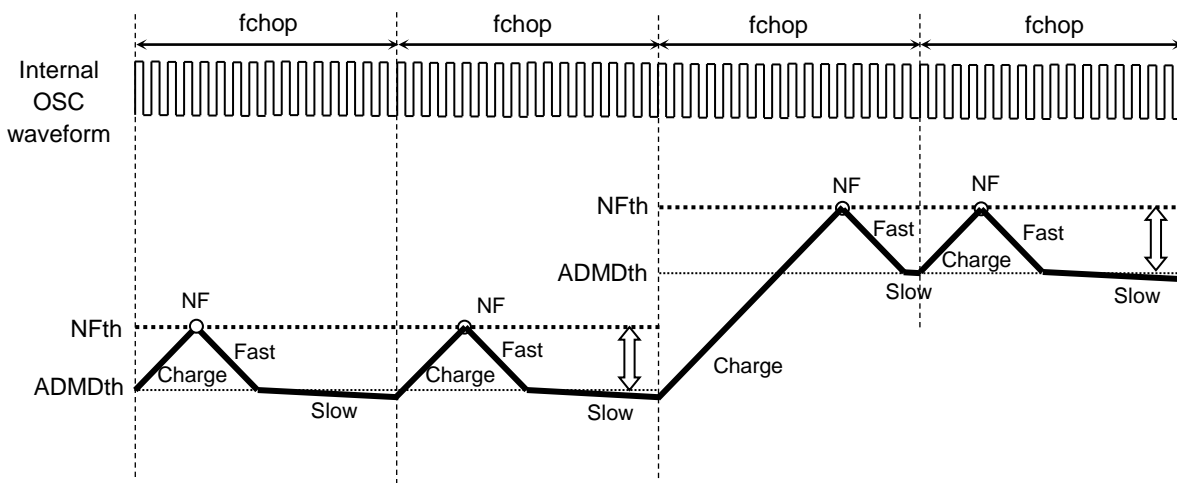 fchop fchop fchop fchop
Internal
OSC
waveform
NF NF
NFth
Fast Fast
Charge
ADMDth
Slow
Slow
NF NF
NFth
Fast Fast
Charge Charge
ADMDth
Slow Slow
Charge